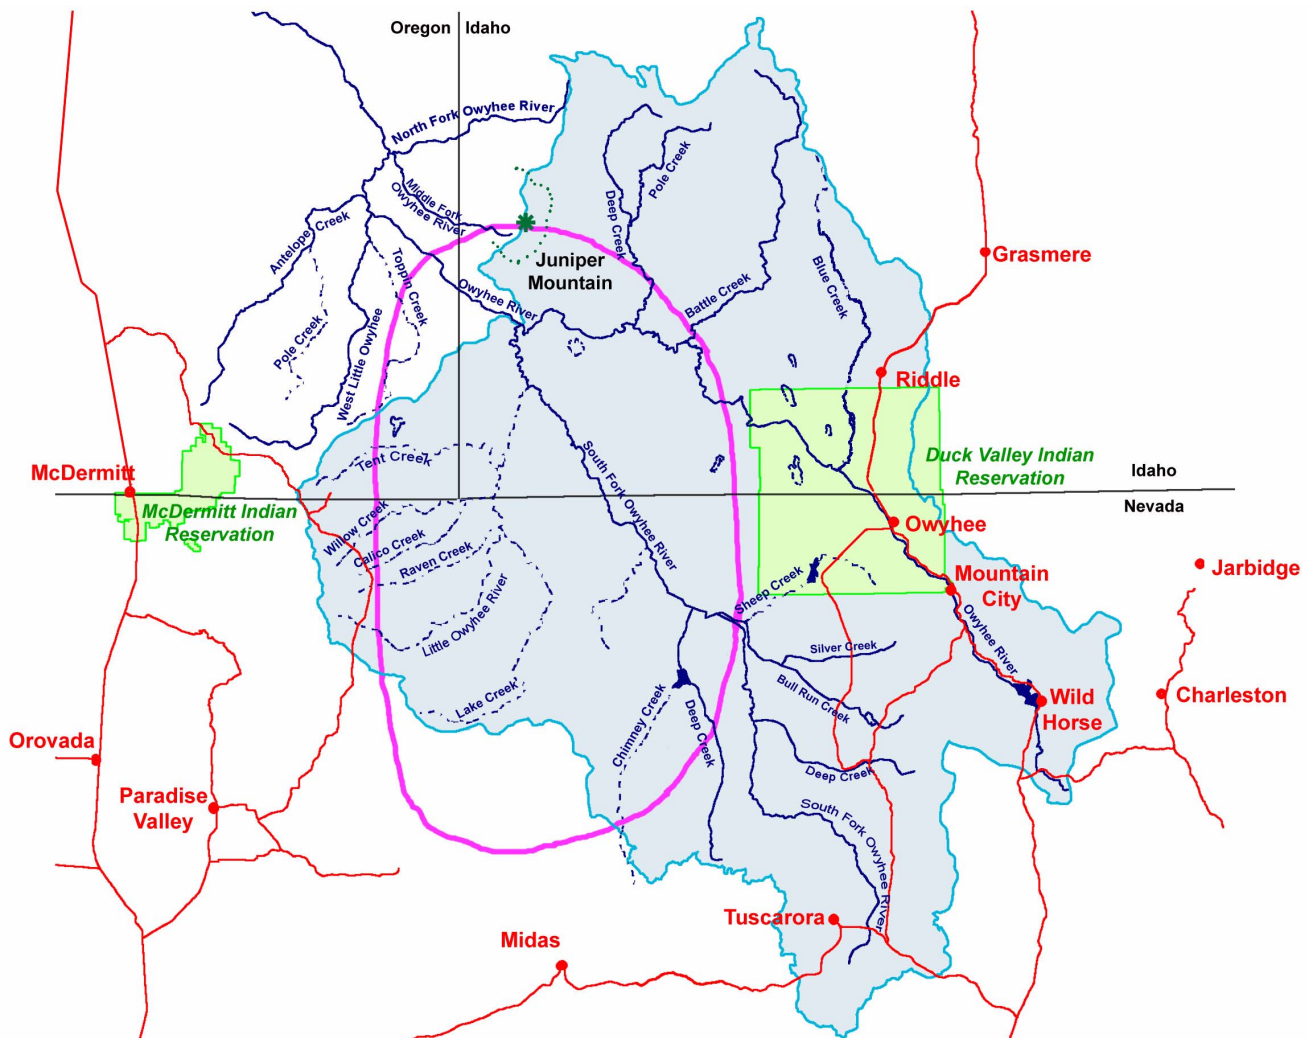 Oregon
Idaho
North Fork Owyhee River
Middle Fork
Owyhee River
Antelope Creek
Toppin Creek
Pole Creek
West Little Owyhee
Owyhee River
Juniper
Mountain
Deep Creek
Pole Creek
Battle Creek
Blue Creek
Grasmere
Riddle
Duck Valley Indian
Reservation
Idaho
Nevada
McDermitt
McDermitt Indian
Reservation
Tent Creek
Willow Creek
Calico Creek
Raven Creek
Little Owyhee River
Lake Creek
South Fork Owyhee River
Owyhee
Mountain
City
Sheep Creek
Owyhee River
Jarbidge
Silver Creek
Bull Run Creek
Wild
Horse
Charleston
Chimney Creek
Deep Creek
Deep Creek
South Fork Owyhee River
Orovada
Paradise
Valley
Tuscarora
Midas